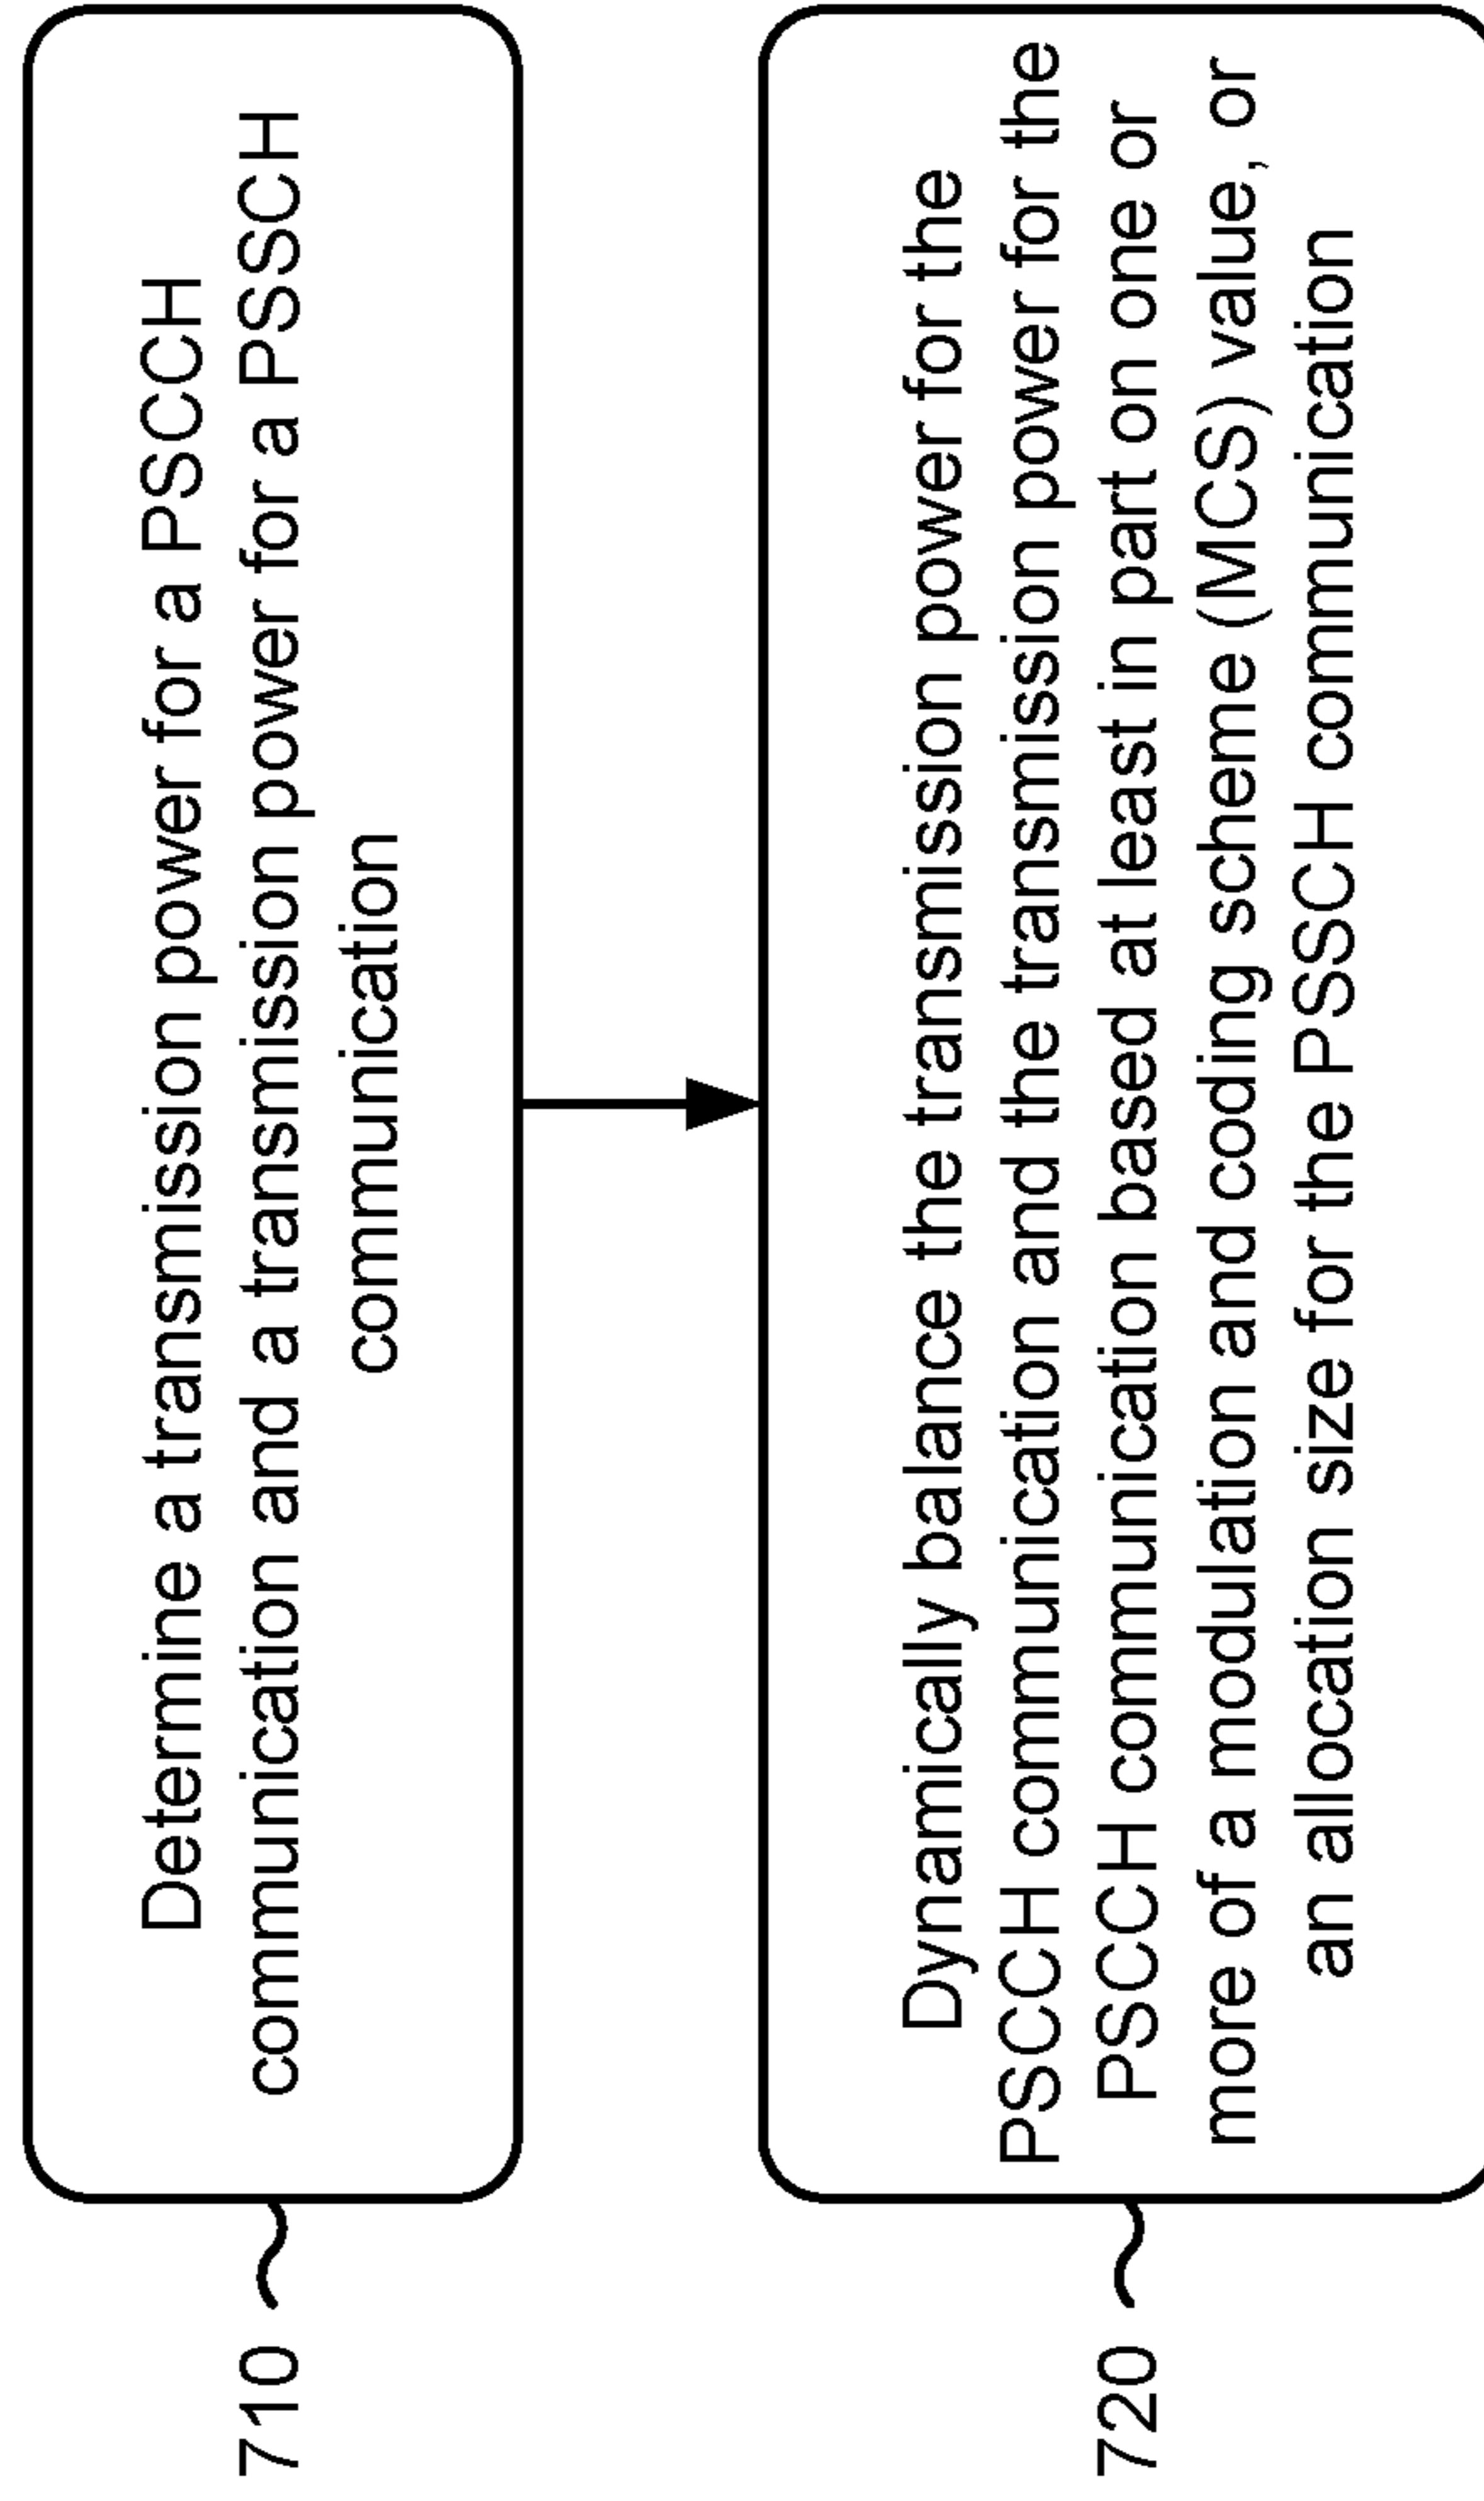 Determine a transmission power for a PSCCH
communication and a transmission power for a PSSCH
communication
710
Dynamically balance the transmission power for the
PSCCH communication and the transmission power for the
PSCCH communication based at least in part on one or
more of a modulation and coding scheme (MCS) value, or
an allocation size for the PSSCH communication
720